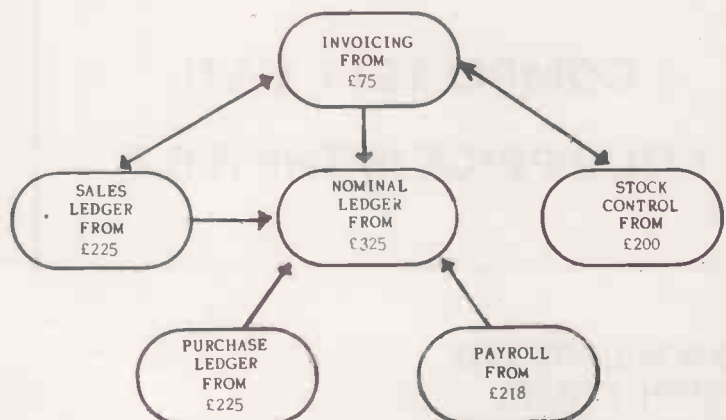 INVOICING
FROM
£75
SALES
LEDGER
FROM
£225
NOMINAL
LEDGER
FROM
£325
STOCK
CONTROL
FROM
£200
PURCHASE
LEDGER
FROM
£225
PAYROLL
FROM
£218